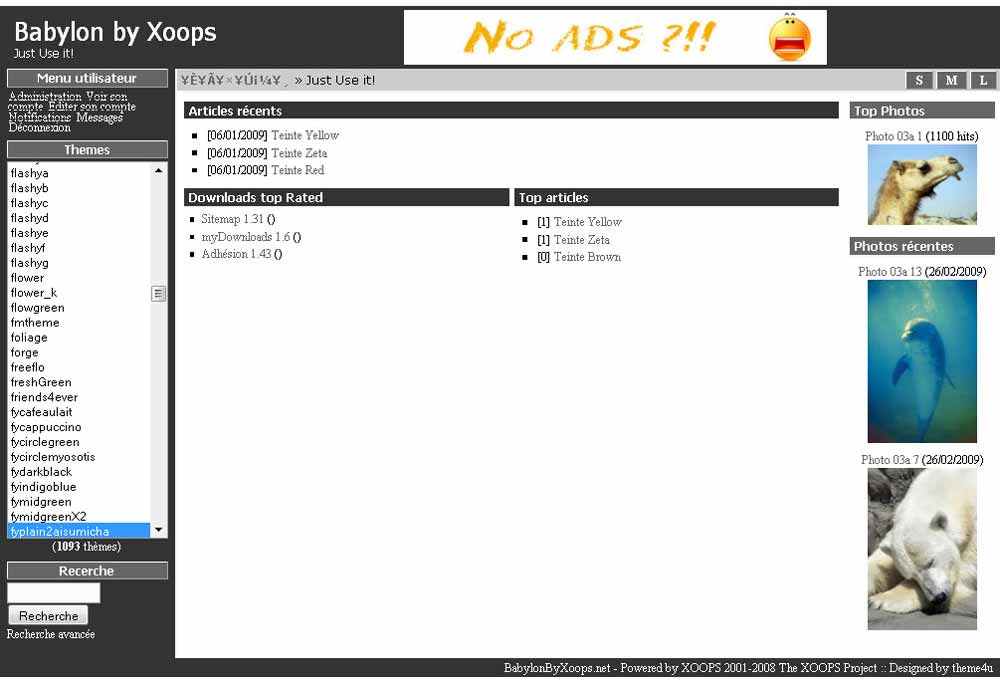 Babylon by Xoops
Just Use it!
No ADS ?!!
Menu utilisateur
Administration Voir son
compte Editer son compte
Notifications Messages
Déconnexion
Themes
flashya
flashyb
flashyc
flashyd
flashye
flashyf
flashyg
flower
flower_k
flowgreen
fmtheme
foliage
forge
freeflo
freshGreen
friends4ever
fycafeaulait
fycappuccino
fycirclegreen
fycirclemyosotis
fydarkblack
fyindigoblue
fymidgreen
fymidgreenX2
fyplain2aisumicha
(1093 thèmes)
Recerche
Recherche
Recherche avancée
¥È¥Ã¥×¥Ú¡¼¥¸ » Just Use it!
S M L
Articles récents
[06/01/2009] Teinte Yellow
[06/01/2009] Teinte Zeta
[06/01/2009] Teinte Red
Downloads top Rated
Sitemap 1.31 ()
myDownloads 1.6 ()
Adhésion 1.43 ()
Top articles
[1] Teinte Yellow
[1] Teinte Zeta
[0] Teinte Brown
Top Photos
Photo 03a 1 (1100 hits)
Photos récentes
Photo 03a 13 (26/02/2009)
Photo 03a 7 (26/02/2009)
BabylonByXoops.net - Powered by XOOPS 2001-2008 The XOOPS Project :: Designed by theme4u